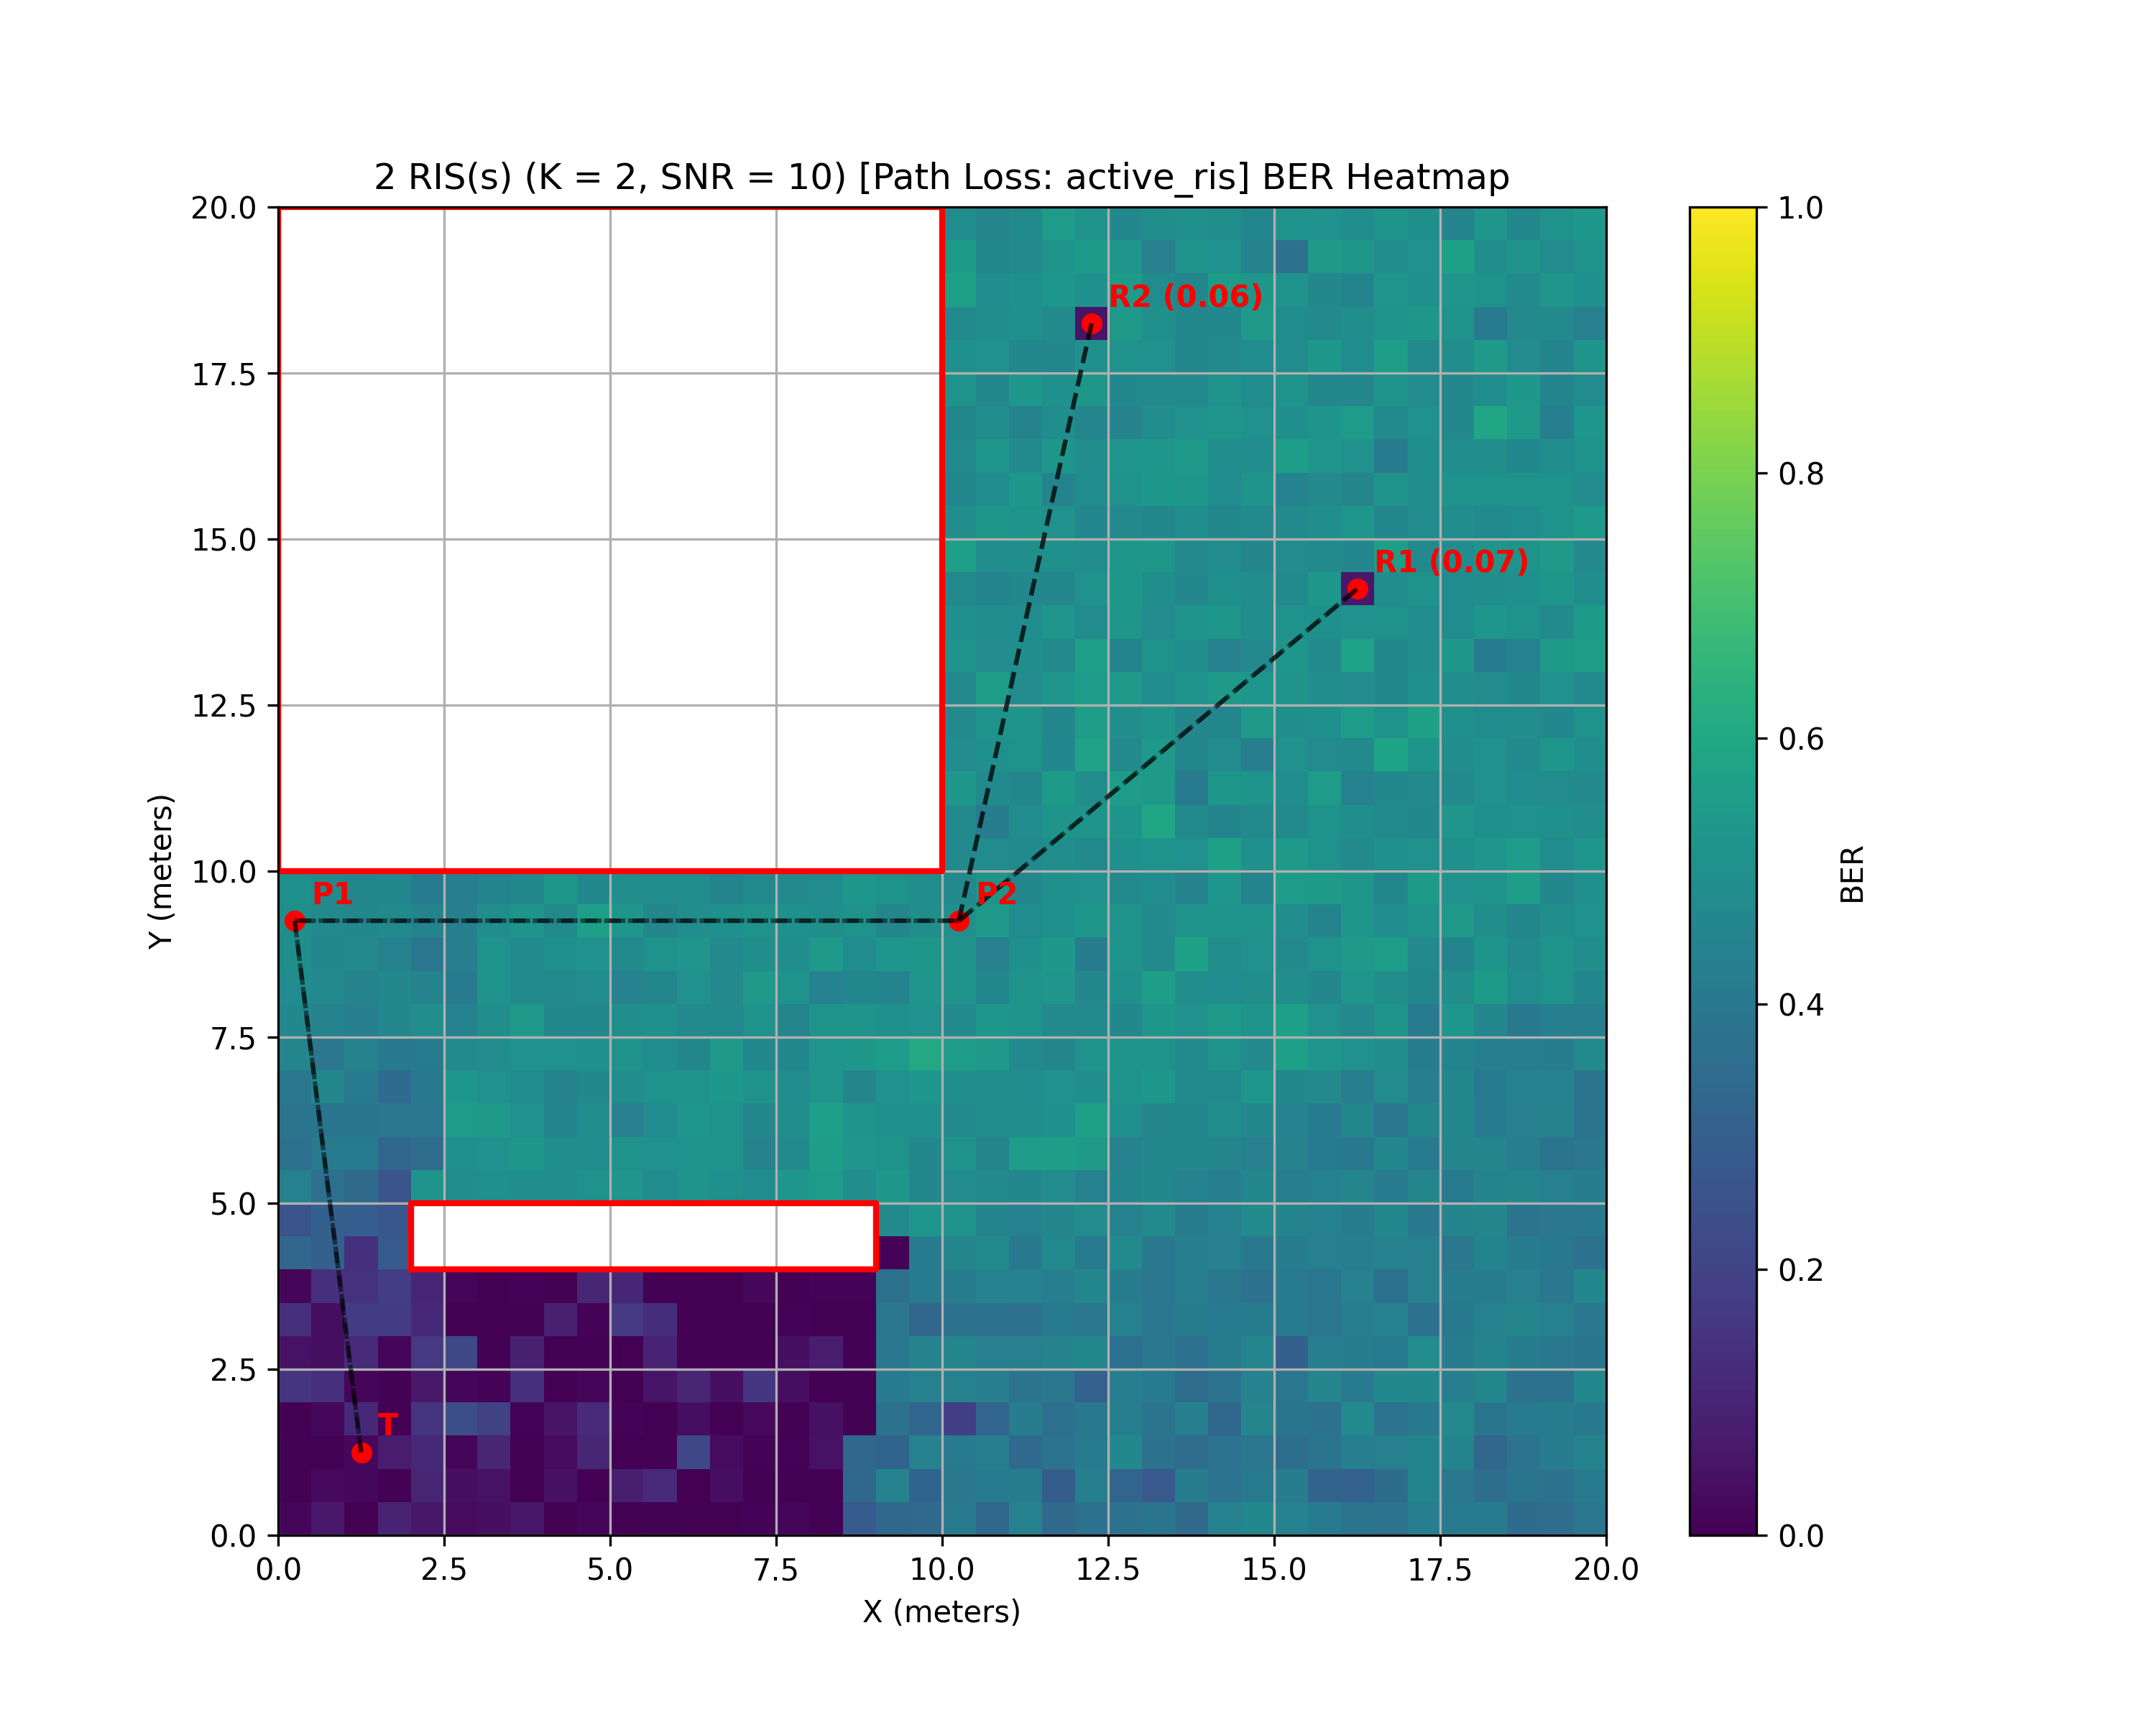 2 RIS(s) (K = 2, SNR = 10) [Path Loss: active_ris] BER Heatmap
20.0
17.5
15.0
12.5
10.0
7.5
5.0
2.5
0.0
Y (meters)
R2 (0.06)
R1 (0.07)
P1
P2
T
0.0 2.5 5.0 7.5 10.0 12.5 15.0 17.5 20.0
X (meters)
1.0
0.8
0.6
0.4
0.2
0.0
BER